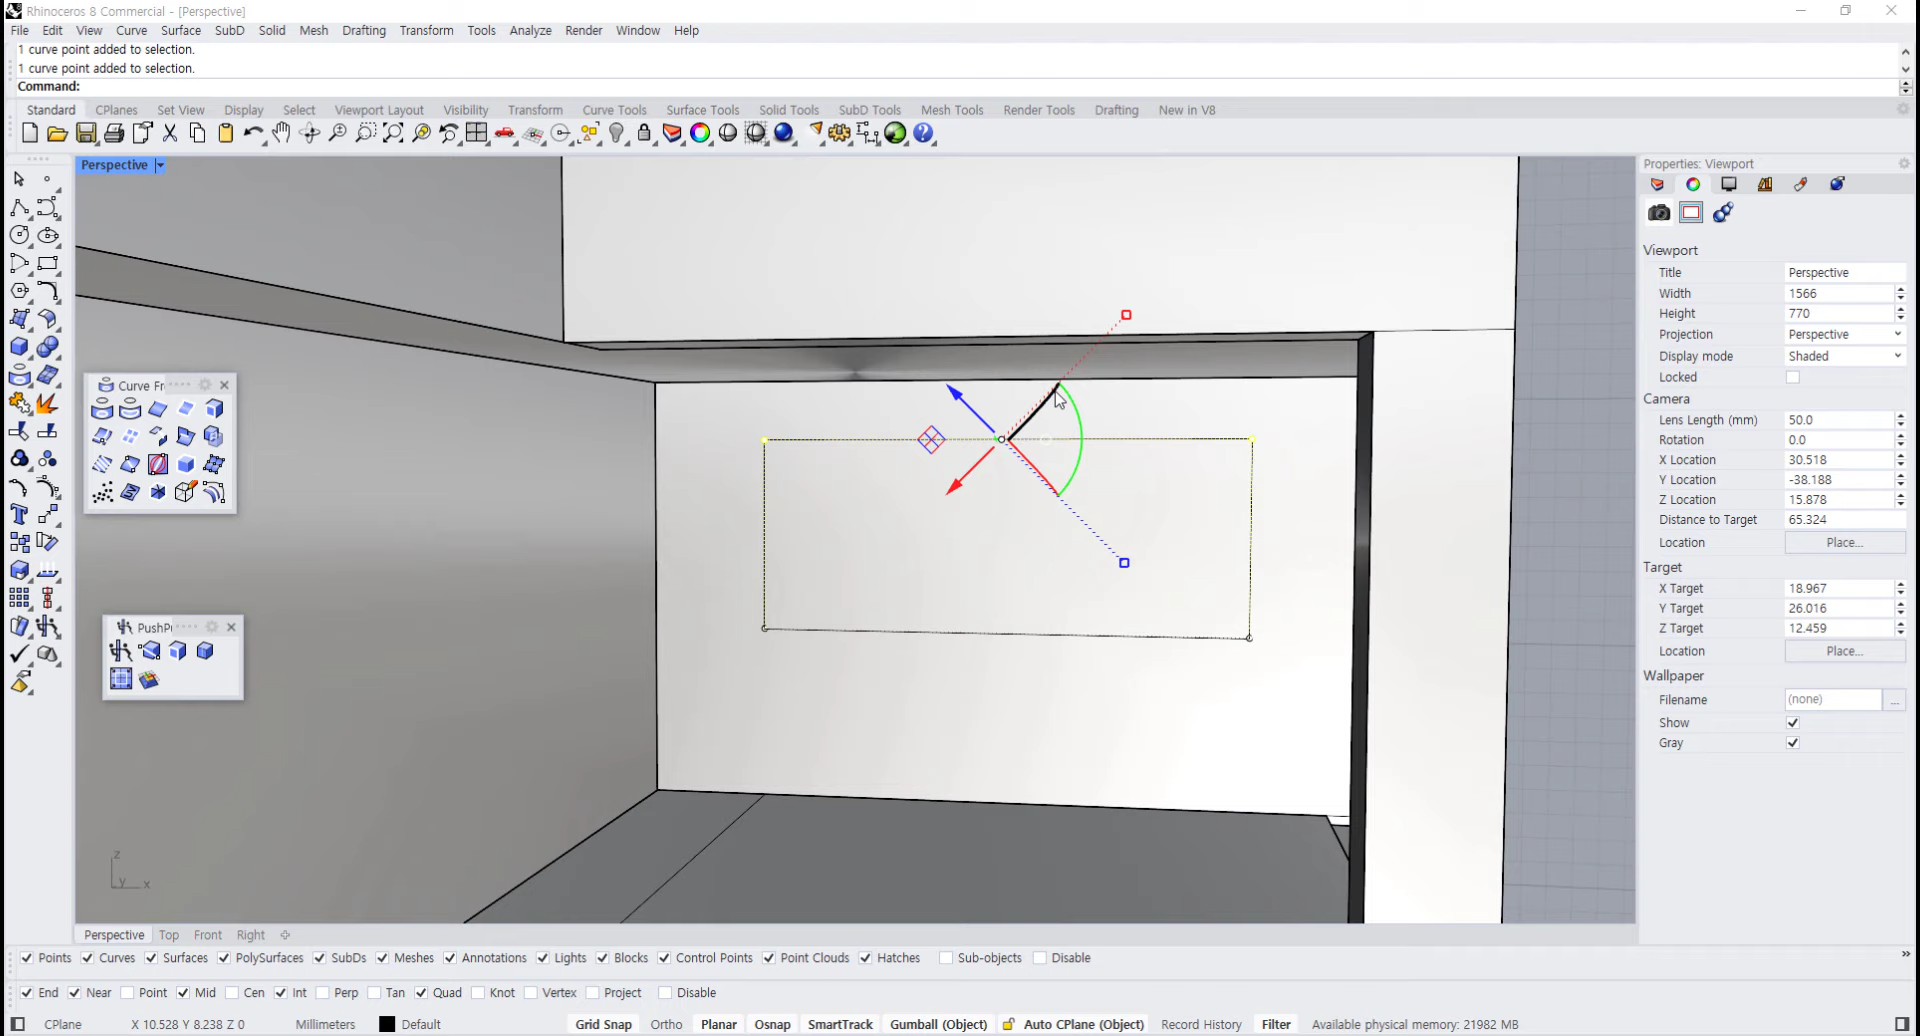 Rhinoceros 8 Commercial - [Perspective]
File Edit View Curve Surface SubD Solid Mesh Drafting Transform Tools Analyze Render Window Help
1 curve point added to selection.
1 curve point added to selection.
Command:
Standard CPlanes Set View Display Select Viewport Layout Visibility Transform Curve Tools Surface Tools Solid Tools SubD Tools Mesh Tools Render Tools Drafting New in V8
Perspective
Properties: Viewport
Viewport
Title Perspective
Width 1566
Height 770
Projection Perspective
Display mode Shaded
Locked
Camera
Lens Length (mm) 50.0
Rotation 0.0
X Location 30.518
Y Location -38.188
Z Location 15.878
Distance to Target 65.324
Location Place...
Target
X Target 18.967
Y Target 26.016
Z Target 12.459
Location Place...
Wallpaper
Filename (none) ...
Show
Gray
Curve Fr
PushP
z
y x
Perspective Top Front Right
Points Curves Surfaces PolySurfaces SubDs Meshes Annotations Lights Blocks Control Points Point Clouds Hatches Sub-objects Disable
End Near Point Mid Cen Int Perp Tan Quad Knot Vertex Project Disable
CPlane X 10.528 Y 8.238 Z 0 Millimeters Default Grid Snap Ortho Planar Osnap SmartTrack Gumball (Object) Auto CPlane (Object) Record History Filter Available physical memory: 21982 MB